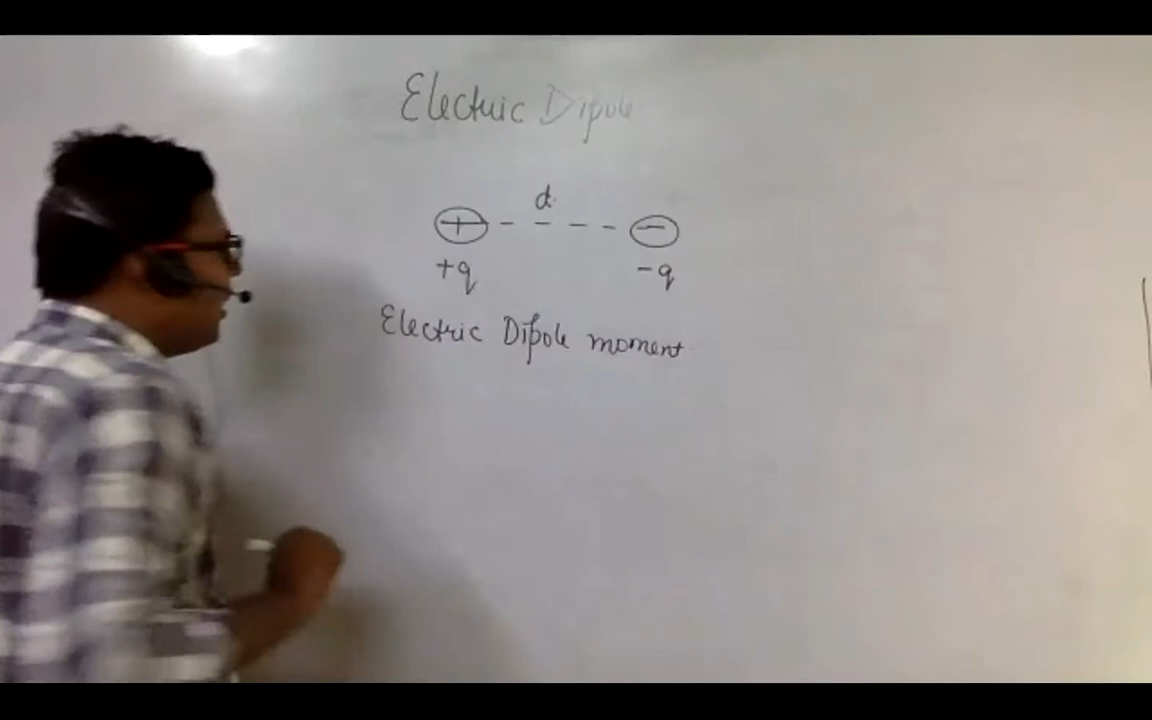 Electric Dipole
d
+ - - - - -
+q -q
Electric Dipole moment